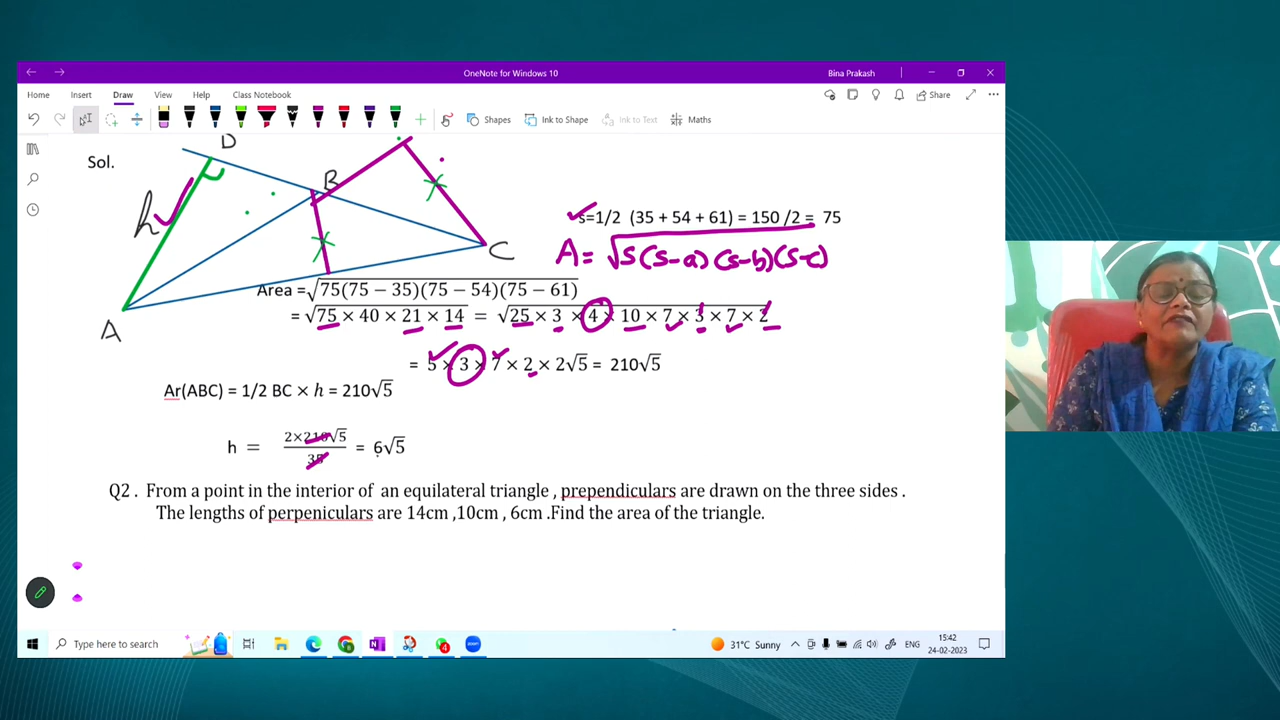 OneNote for Windows 10
Bina Prakash
Home Insert Draw View Help Class Notebook
Share
Shapes Ink to Shape Ink to Text Maths
Sol.
D
B
h
C
A
s=1/2 (35 + 54 + 61) = 150 /2 = 75
A = √s(s-a)(s-b)(s-c)
Area = √75(75 − 35)(75 − 54)(75 − 61)
= √75 × 40 × 21 × 14 = √25 × 3 × 4 × 10 × 7 × 3 × 7 × 2
= 5 × 3 × 7 × 2 × 2√5 = 210√5
Ar(ABC) = 1/2 BC × h = 210√5
h = 2×210√5/35 = 6√5
Q2 . From a point in the interior of an equilateral triangle , prependiculars are drawn on the three sides .
The lengths of perpeniculars are 14cm ,10cm , 6cm .Find the area of the triangle.
Type here to search
4
31°C Sunny
ENG
15:42
24-02-2023